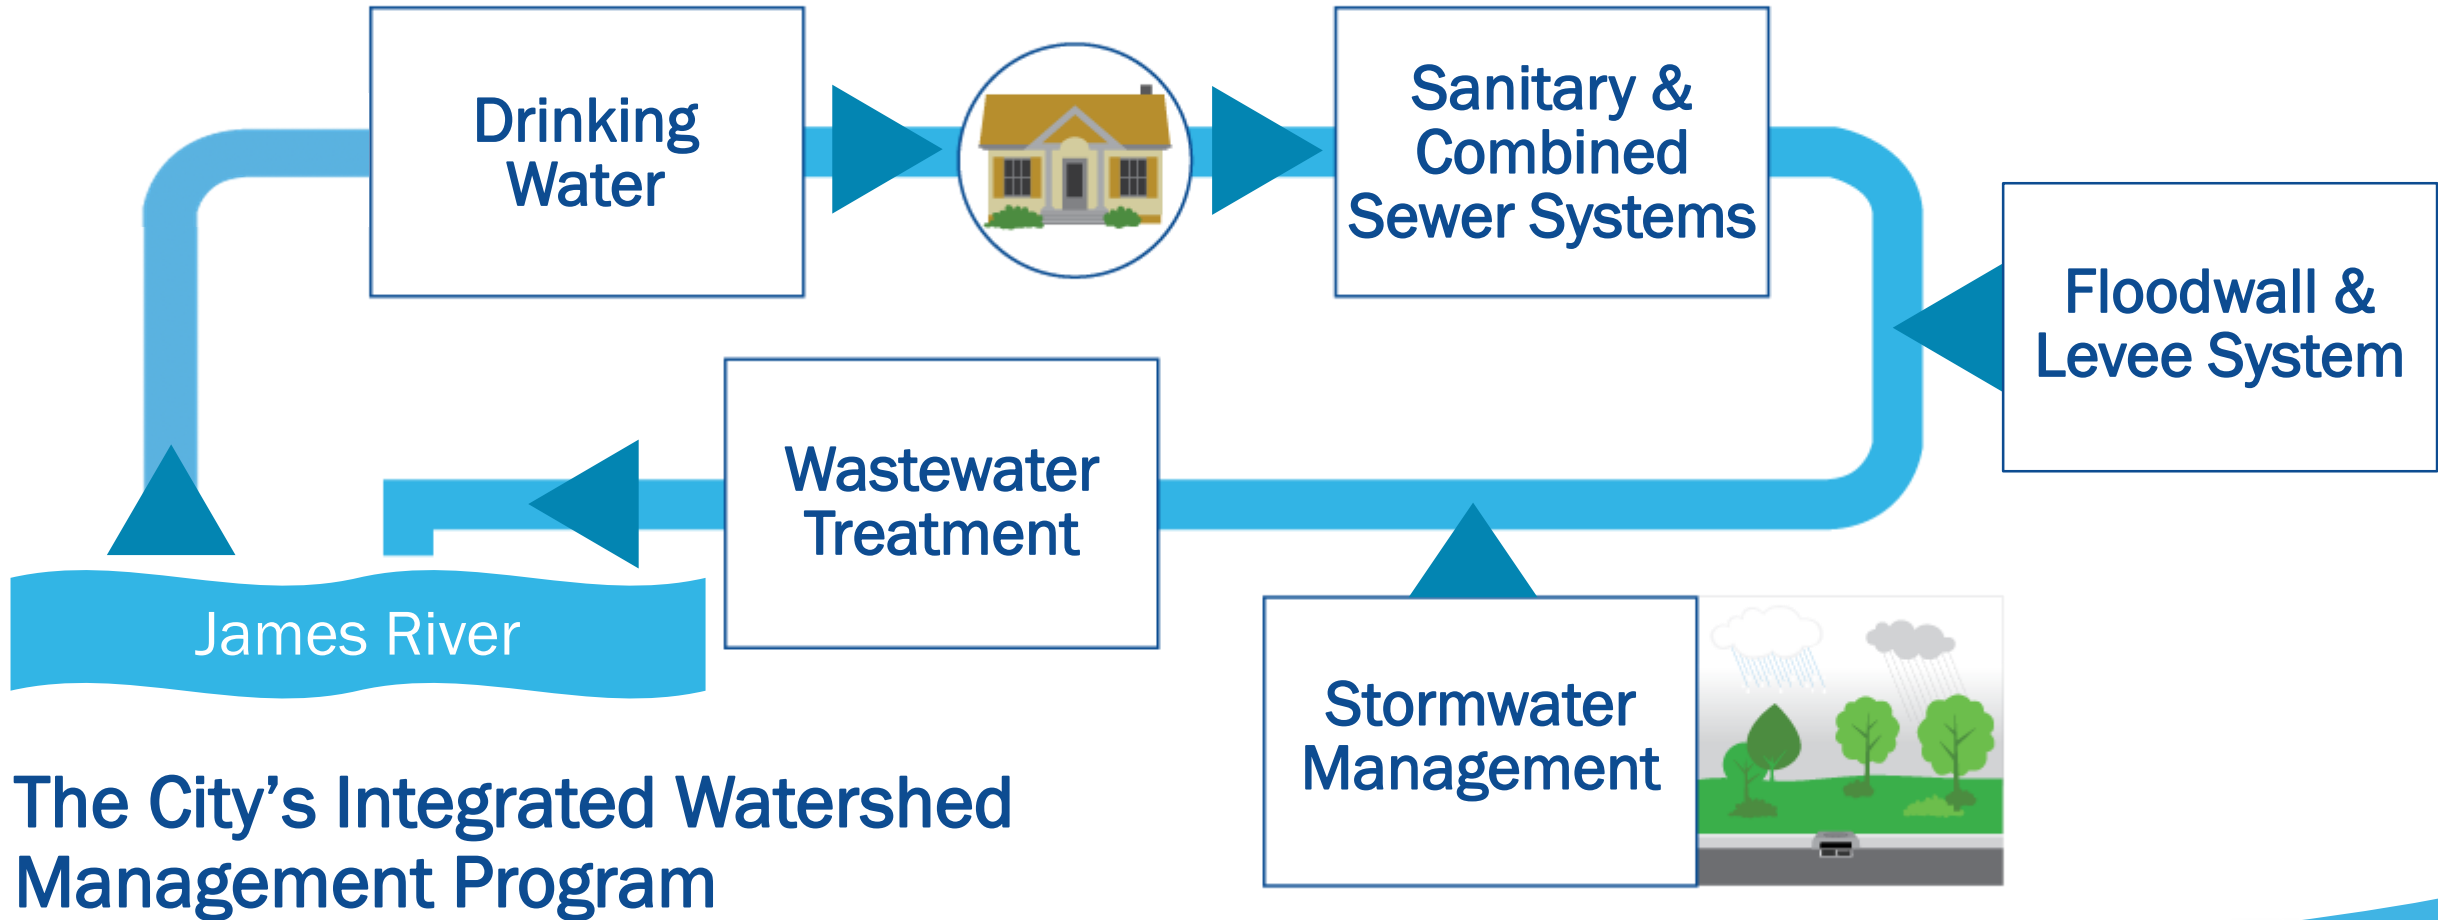 Drinking
Water
Sanitary &
Combined
Sewer Systems
Floodwall &
Levee System
Wastewater
Treatment
James River
Stormwater
Management
The City’s Integrated Watershed
Management Program